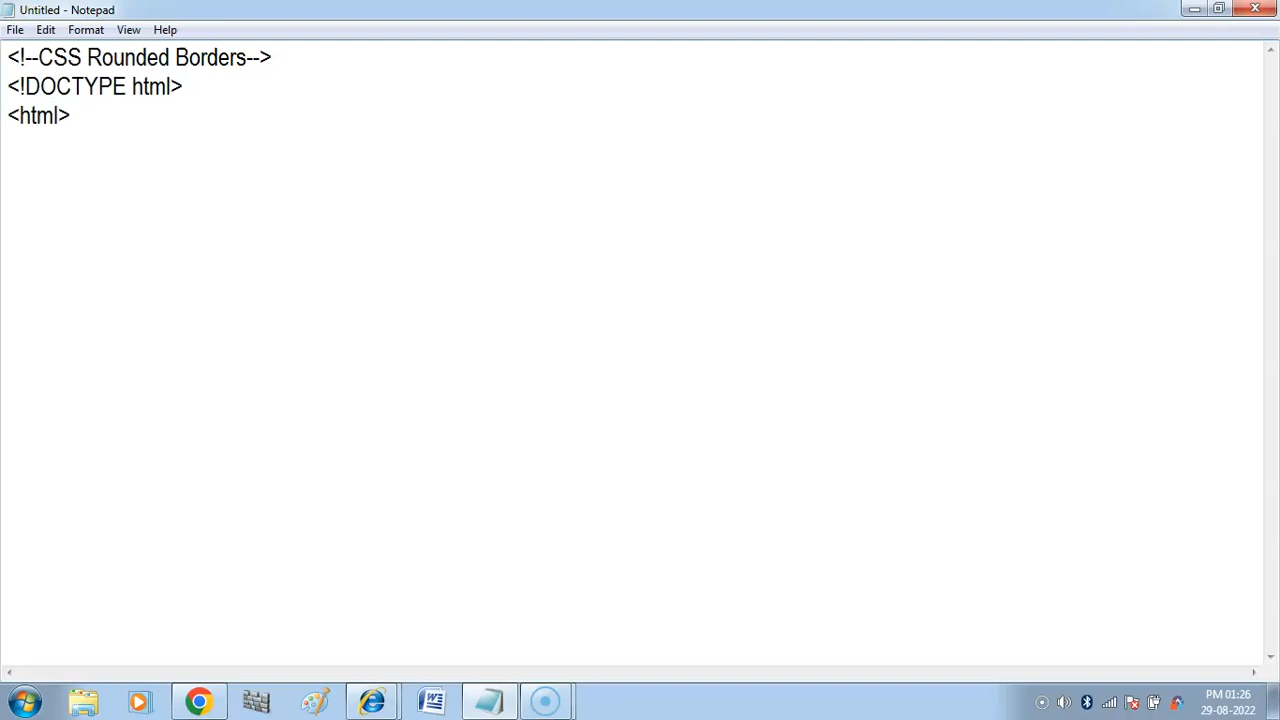 Untitled - Notepad
File Edit Format View Help
<!--CSS Rounded Borders-->
<!DOCTYPE html>
<html>
PM 01:26
29-08-2022